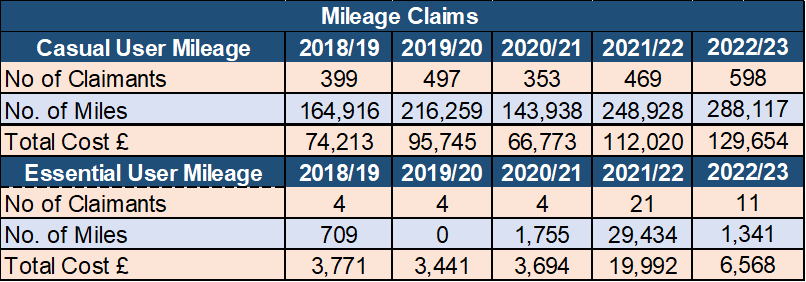 Mileage Claims
Casual User Mileage 2018/19 2019/20 2020/21 2021/22 2022/23
No of Claimants 399 497 353 469 598
No. of Miles 164,916 216,259 143,938 248,928 288,117
Total Cost £ 74,213 95,745 66,773 112,020 129,654
Essential User Mileage 2018/19 2019/20 2020/21 2021/22 2022/23
No of Claimants 4 4 4 21 11
No. of Miles 709 0 1,755 29,434 1,341
Total Cost £ 3,771 3,441 3,694 19,992 6,568